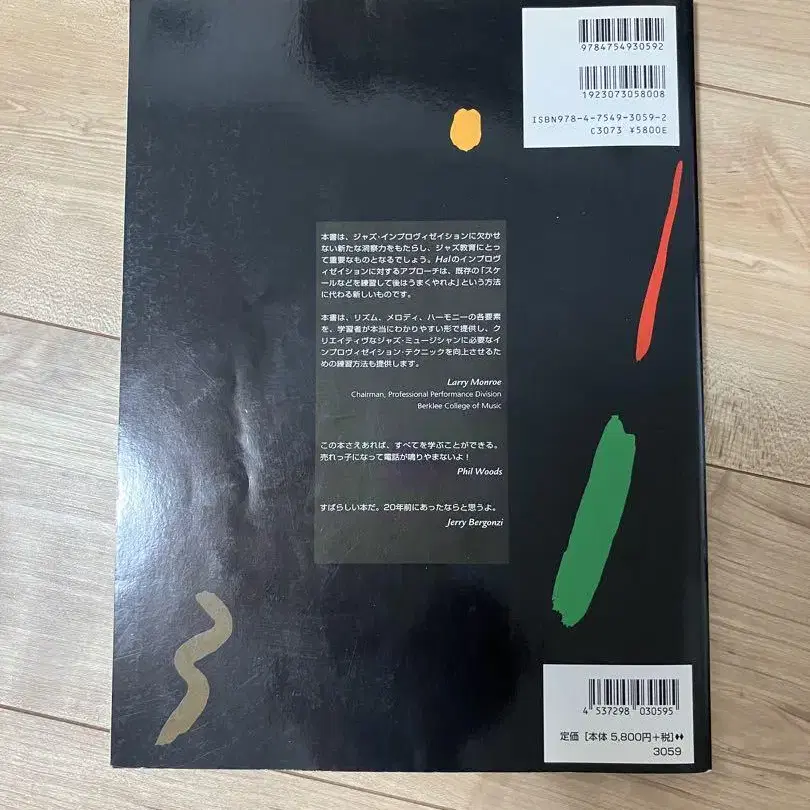 9784754930592
1923073058008
ISBN978-4-7549-3059-2
C3073 ¥5800E
本書は、ジャズ・インプロヴィゼイションに欠かせ
ない新たな洞察力をもたらし、ジャズ教育にとっ
て重要なものとなるでしょう。Halのインプロヴ
ィゼイションに対するアプローチは、既存の「スケ
ールなどを練習して後はうまくやれよ」という方法
に代わる新しいものです。
本書は、リズム、メロディ、ハーモニーの各要素
を、学習者が本当にわかりやすい形で提供し、ク
リエイティヴなジャズ・ミュージシャンに必要なイ
ンプロヴィゼイション・テクニックを向上させるた
めの練習方法も提供します。
Larry Monroe
Chairman, Professional Performance Division
Berklee College of Music
この本さえあれば、すべてを学ぶことができる。
売れっ子になって電話が鳴りやまないよ！
Phil Woods
すばらしい本だ。20年前にあったならと思うよ。
Jerry Bergonzi
4 537298 030595
定価［本体 5,800円+税］♦♦
3059